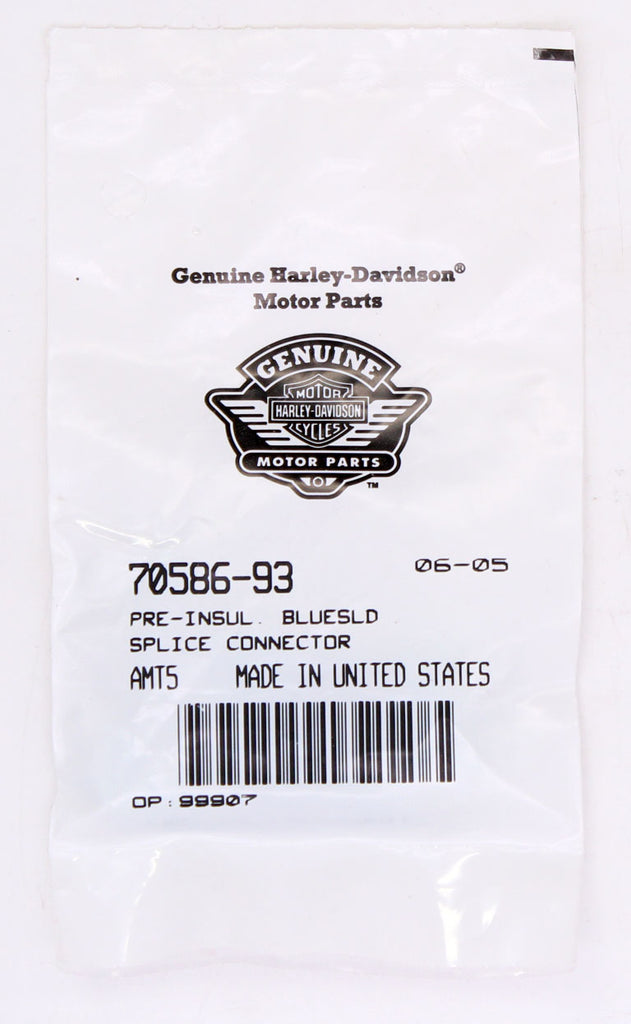 Genuine Harley-Davidson®
Motor Parts
GENUINE
MOTOR
HARLEY-DAVIDSON
CYCLES
MOTOR PARTS
TM
70586-93 06-05
PRE-INSUL. BLUESLD
SPLICE CONNECTOR
AMT5 MADE IN UNITED STATES
OP: 99907